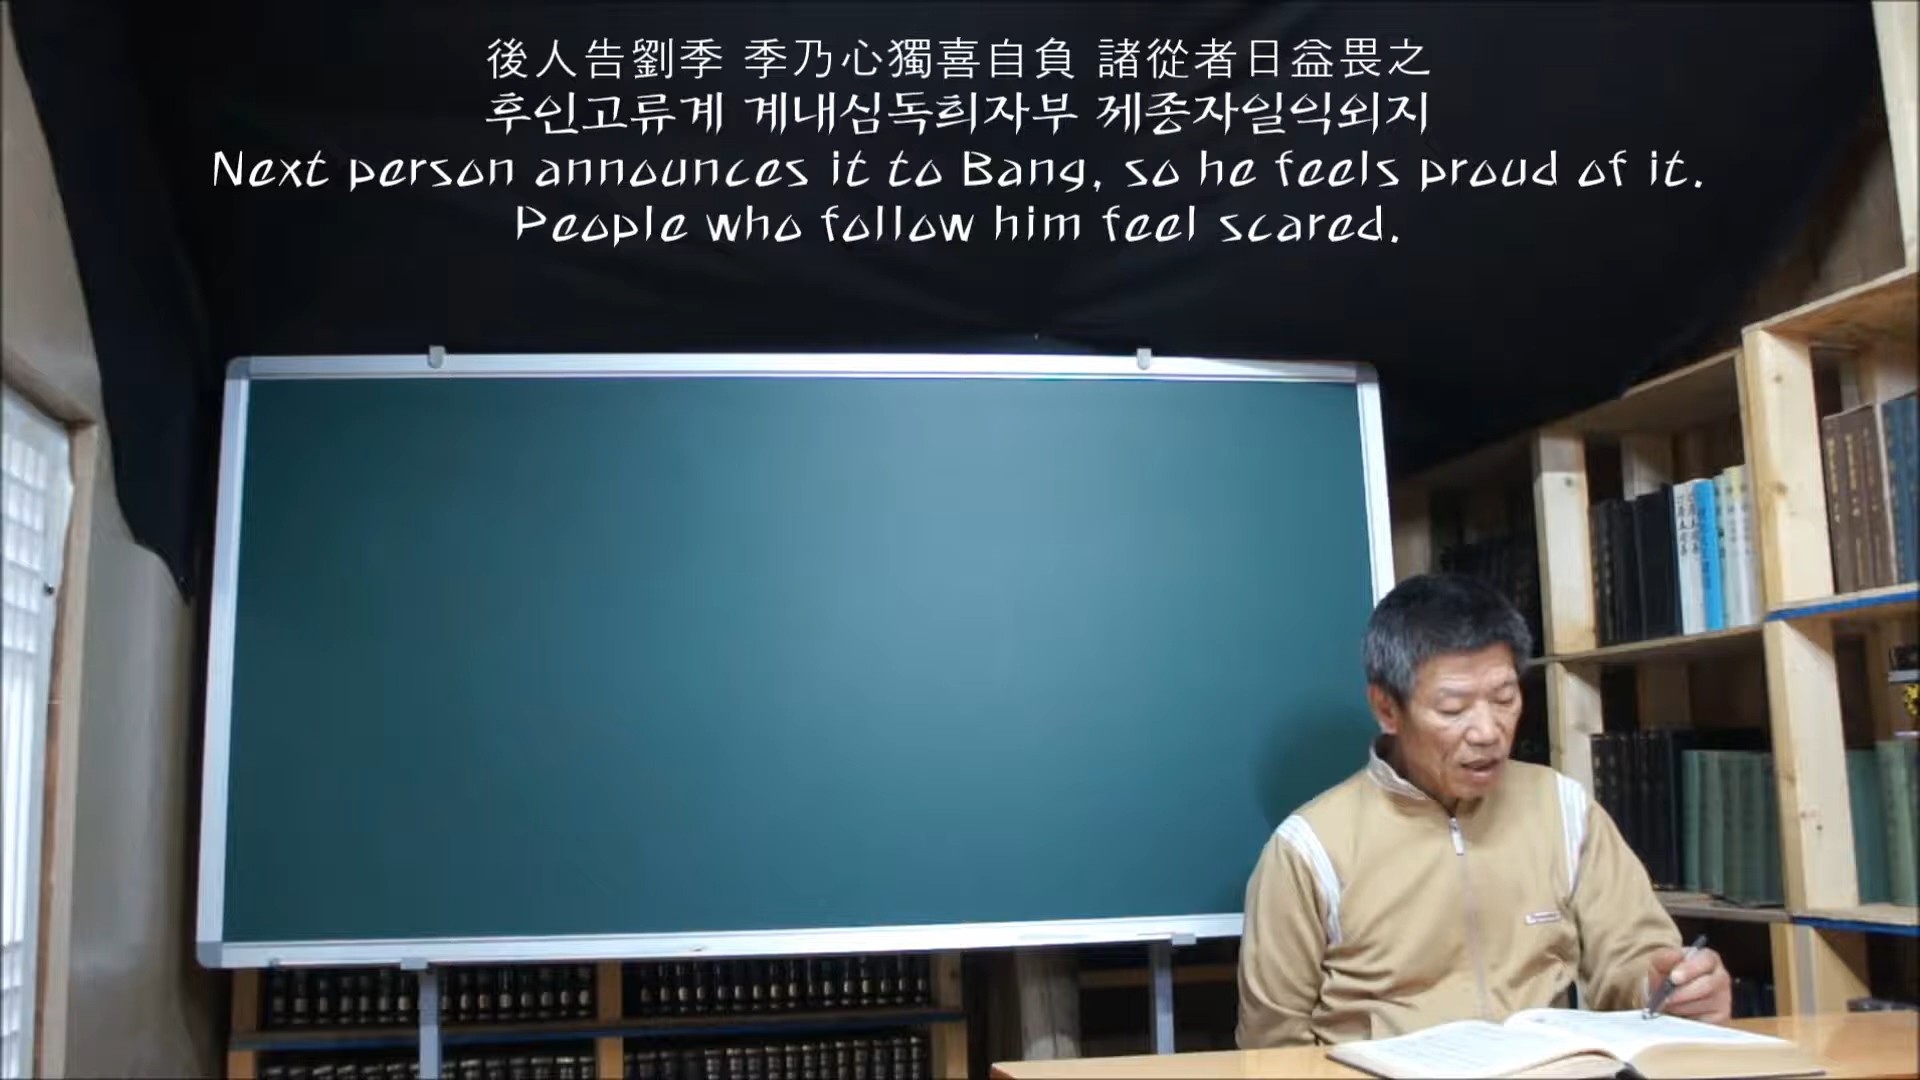 後人告劉季 季乃心獨喜自負 諸從者日益畏之
후인고류계 계내심독희자부 제종자일익외지
Next person announces it to Bang, so he feels proud of it.
People who follow him feel scared.